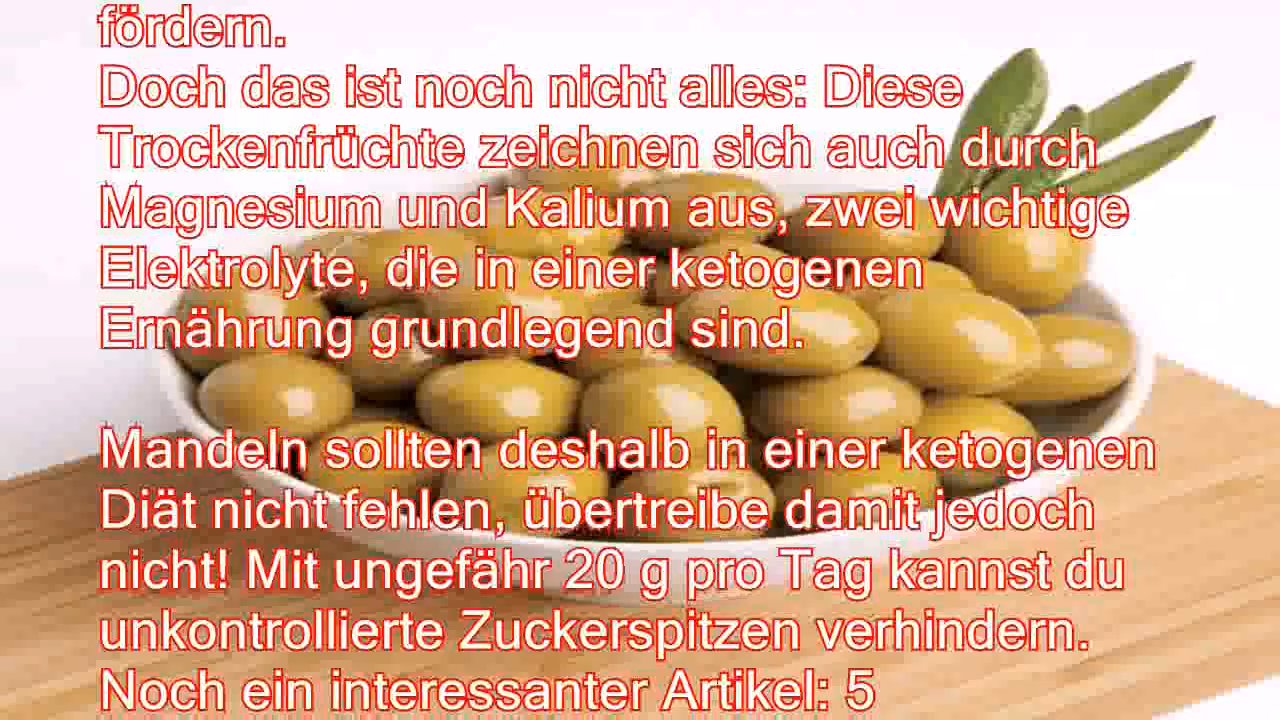 fördern.
Doch das ist noch nicht alles: Diese
Trockenfrüchte zeichnen sich auch durch
Magnesium und Kalium aus, zwei wichtige
Elektrolyte, die in einer ketogenen
Ernährung grundlegend sind.
Mandeln sollten deshalb in einer ketogenen
Diät nicht fehlen, übertreibe damit jedoch
nicht! Mit ungefähr 20 g pro Tag kannst du
unkontrollierte Zuckerspitzen verhindern.
Noch ein interessanter Artikel: 5